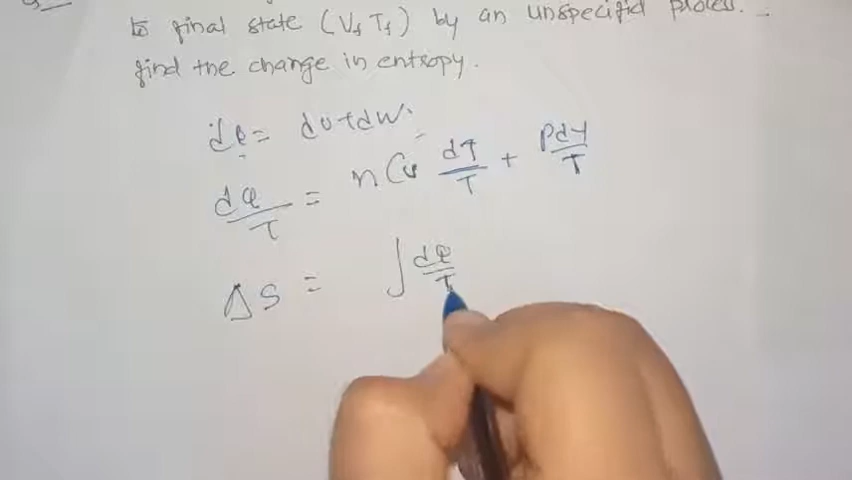 to final state (Vf Tf) by an unspecified process.
find the change in entropy.
dQ = dU+dW.
dQ/T = nCv dT/T + PdV/T
ΔS = ∫ dQ/T